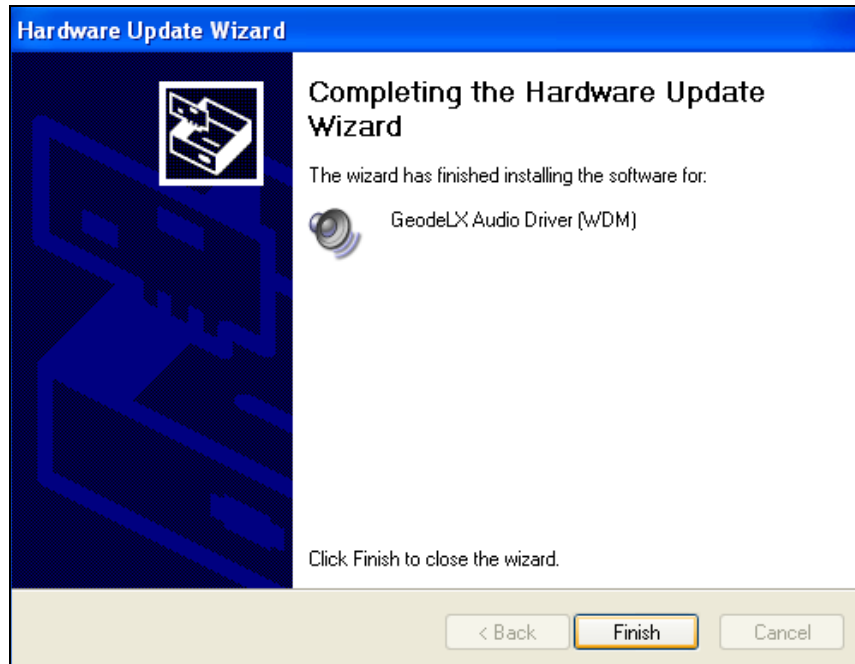 Hardware Update Wizard
Completing the Hardware Update
Wizard
The wizard has finished installing the software for:
GeodeLX Audio Driver (WDM)
Click Finish to close the wizard.
< Back
Finish
Cancel